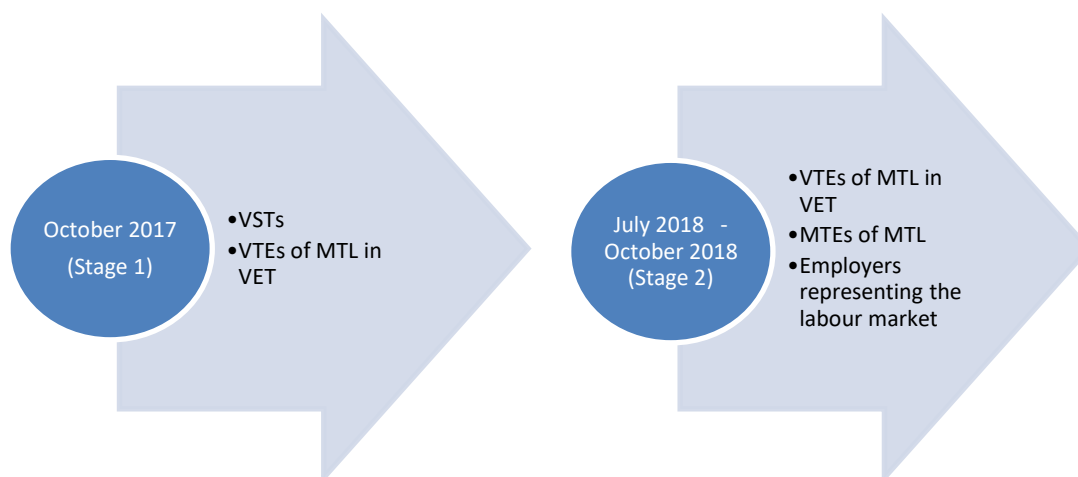 October 2017
(Stage 1)
•VSTs
•VTEs of MTL in
VET
July 2018 -
October 2018
(Stage 2)
•VTEs of MTL in
VET
•MTEs of MTL
•Employers
representing the
labour market